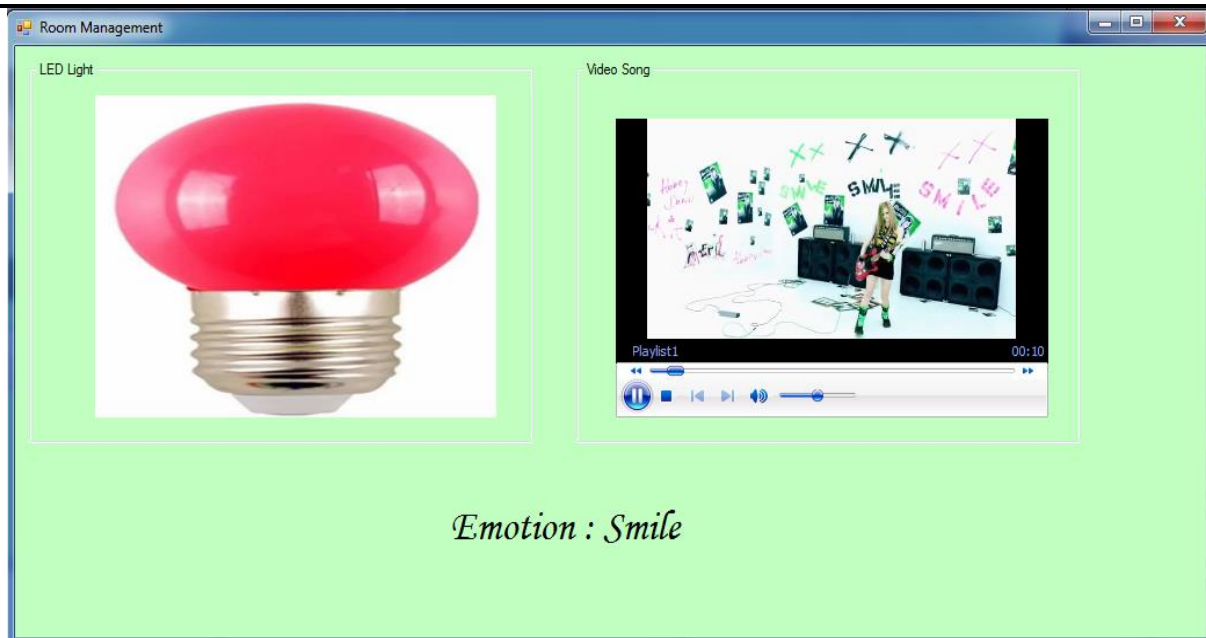 Room Management
LED Light
Video Song
SMILE
SMILE
SMILE
Playlist1
00:10
Emotion : Smile